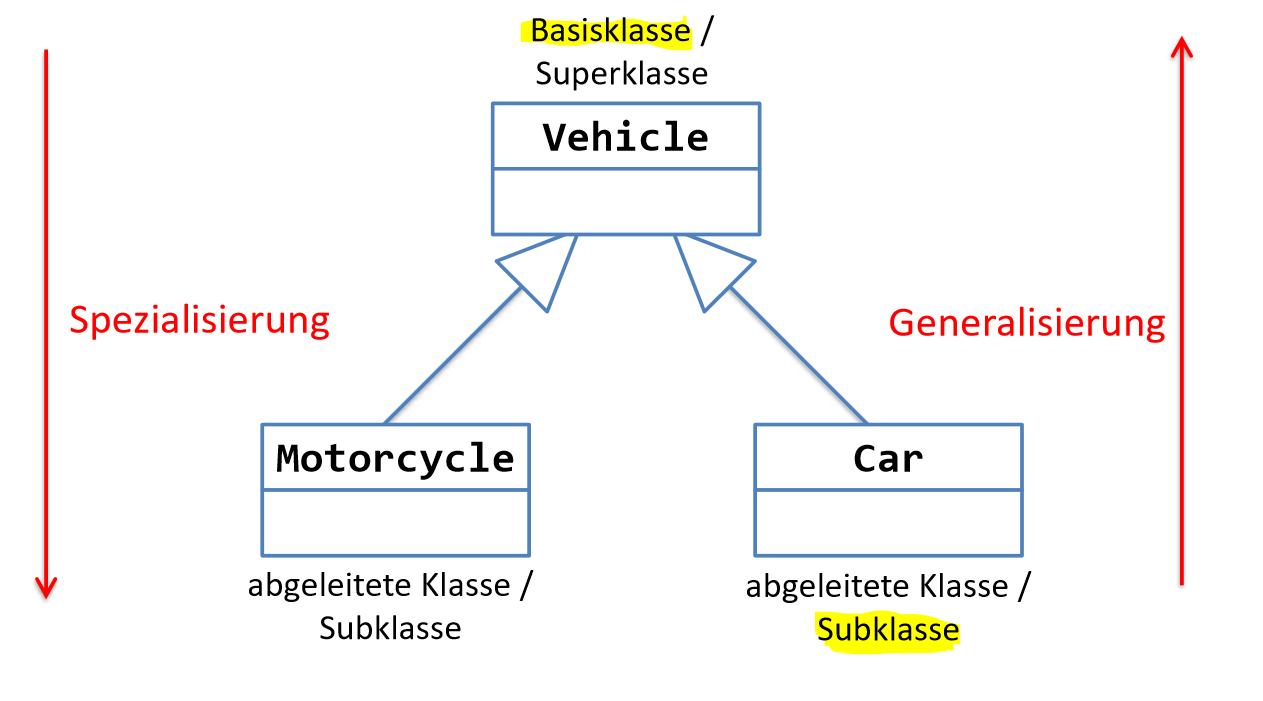 Basisklasse /
Superklasse
Vehicle
Spezialisierung
Generalisierung
Motorcycle
Car
abgeleitete Klasse /
Subklasse
abgeleitete Klasse /
Subklasse